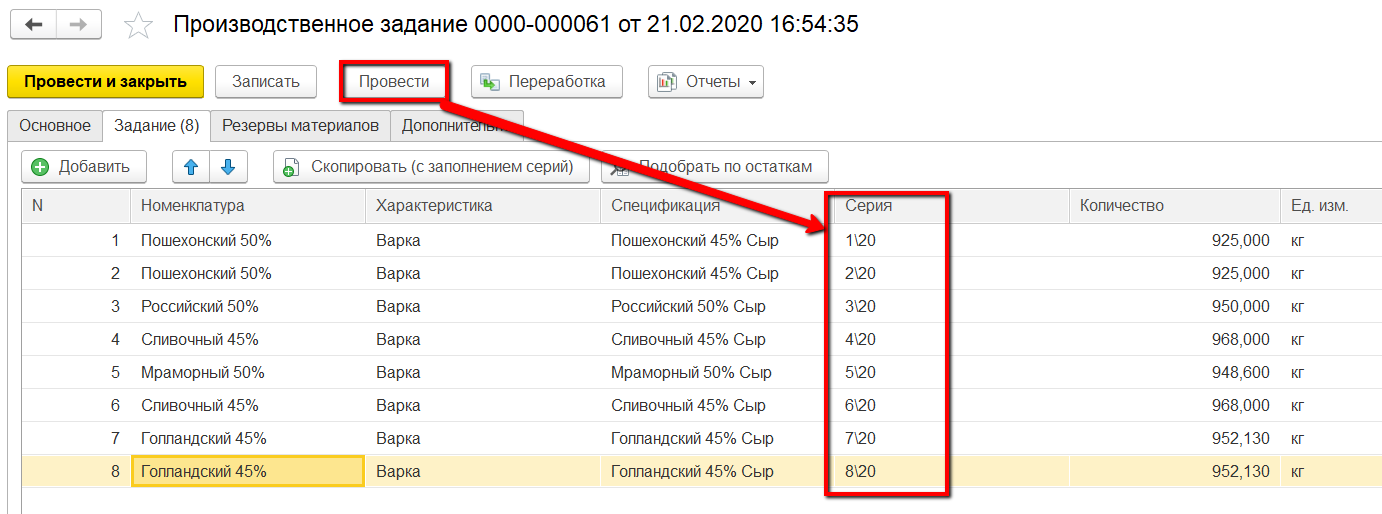 Производственное задание 0000-000061 от 21.02.2020 16:54:35
Провести и закрыть Записать Провести Переработка Отчеты
Основное Задание (8) Резервы материалов Дополнительн
Добавить Скопировать (с заполнением серий) Подобрать по остаткам
N Номенклатура Характеристика Спецификация Серия Количество Ед. изм.
1 Пошехонский 50% Варка Пошехонский 45% Сыр 1\20 925,000 кг
2 Пошехонский 50% Варка Пошехонский 45% Сыр 2\20 925,000 кг
3 Российский 50% Варка Российский 50% Сыр 3\20 950,000 кг
4 Сливочный 45% Варка Сливочный 45% Сыр 4\20 968,000 кг
5 Мраморный 50% Варка Мраморный 50% Сыр 5\20 948,600 кг
6 Сливочный 45% Варка Сливочный 45% Сыр 6\20 968,000 кг
7 Голландский 45% Варка Голландский 45% Сыр 7\20 952,130 кг
8 Голландский 45% Варка Голландский 45% Сыр 8\20 952,130 кг